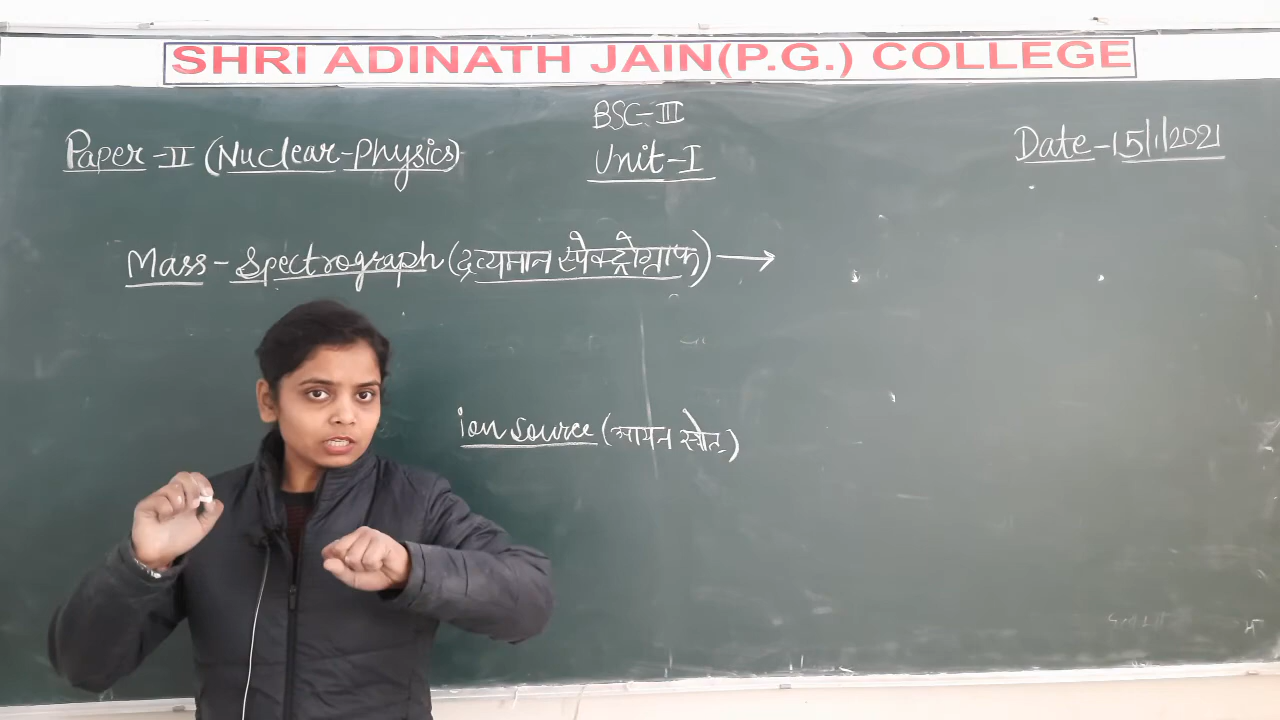 SHRI ADINATH JAIN(P.G.) COLLEGE
BSC-III
Paper-II (Nuclear-Physics)
Unit-I
Date-15/1/2021
Mass-Spectrograph (द्रव्यमान स्पेक्ट्रोग्राफ) →
ion source (आयन स्रोत)